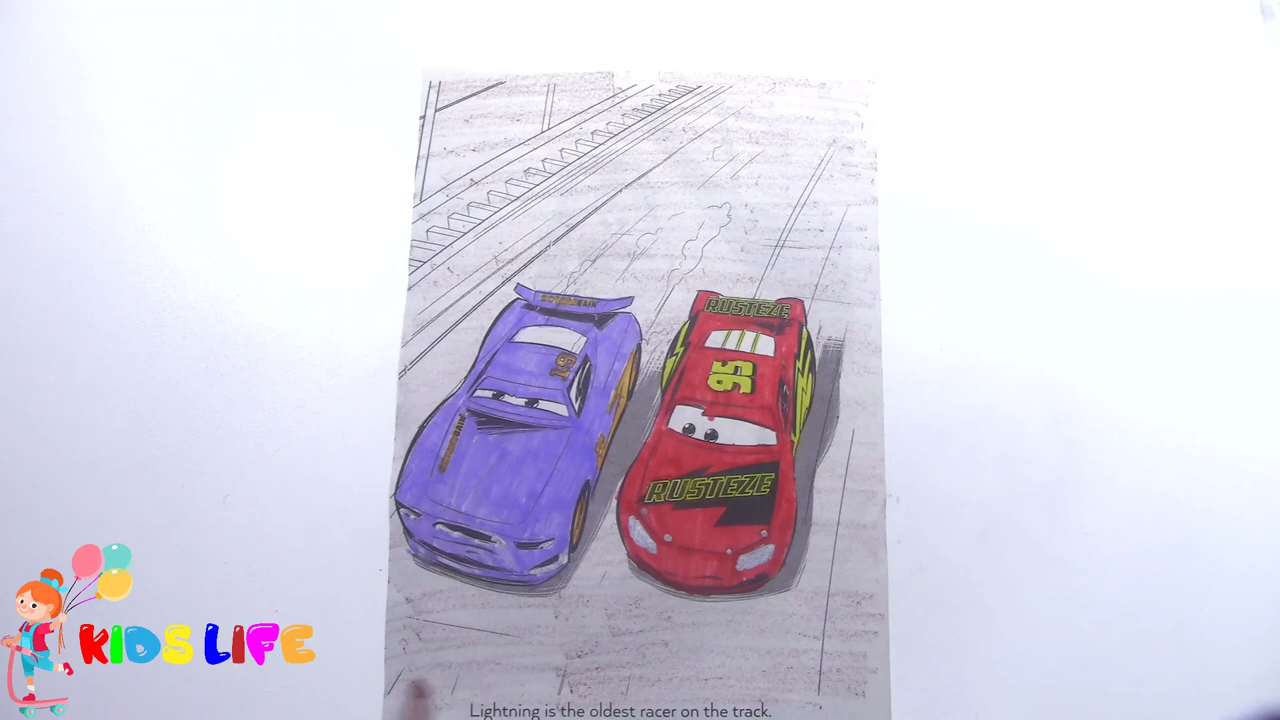 RUSTEZE
19
95
RUSTEZE
KIDS LIFE
Lightning is the oldest racer on the track.